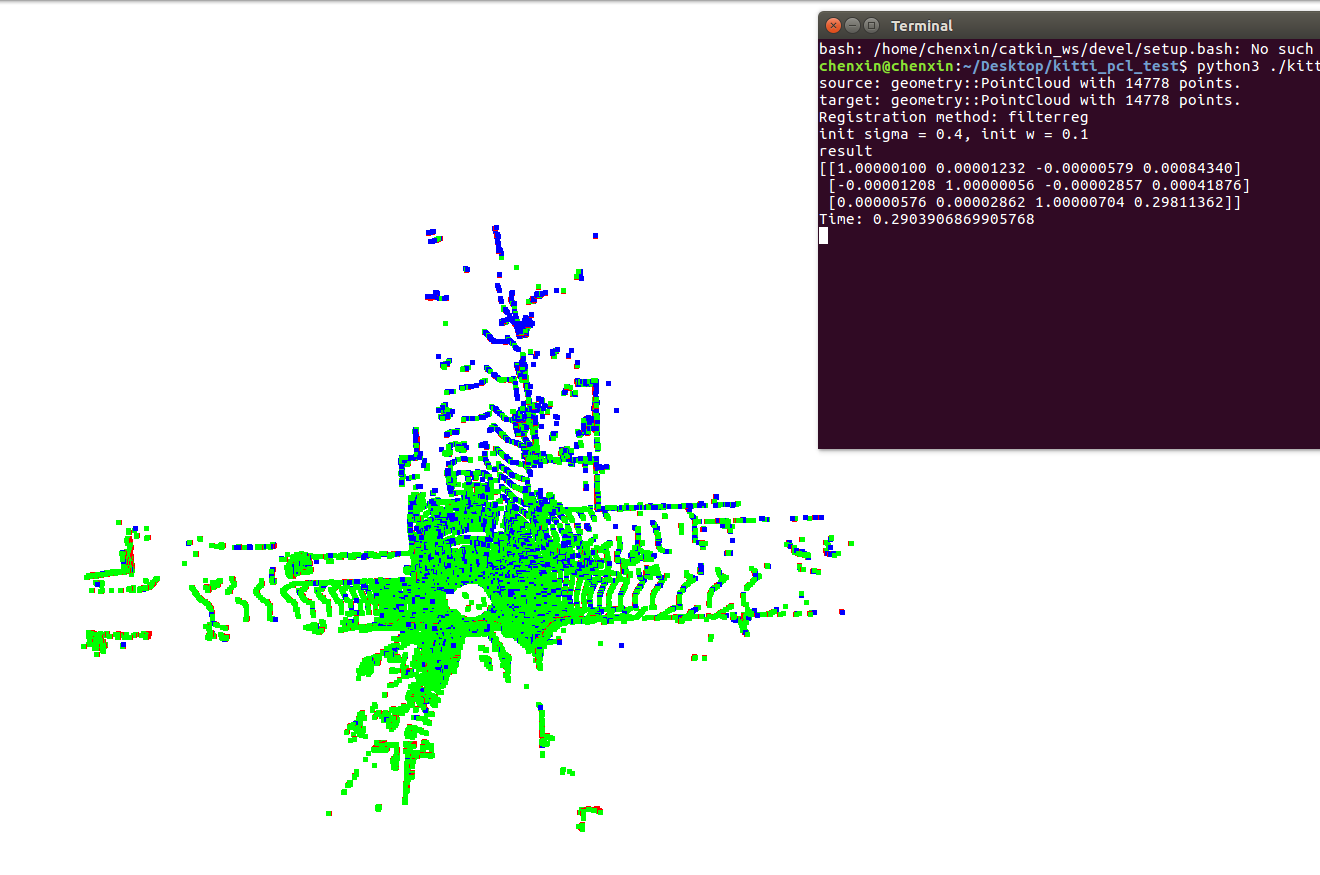 Terminal
bash: /home/chenxin/catkin_ws/devel/setup.bash: No such
chenxin@chenxin:~/Desktop/kitti_pcl_test$ python3 ./kitt
source: geometry::PointCloud with 14778 points.
target: geometry::PointCloud with 14778 points.
Registration method: filterreg
init sigma = 0.4, init w = 0.1
result
[[1.00000100 0.00001232 -0.00000579 0.00084340]
[-0.00001208 1.00000056 -0.00002857 0.00041876]
[0.00000576 0.00002862 1.00000704 0.29811362]]
Time: 0.2903906869905768